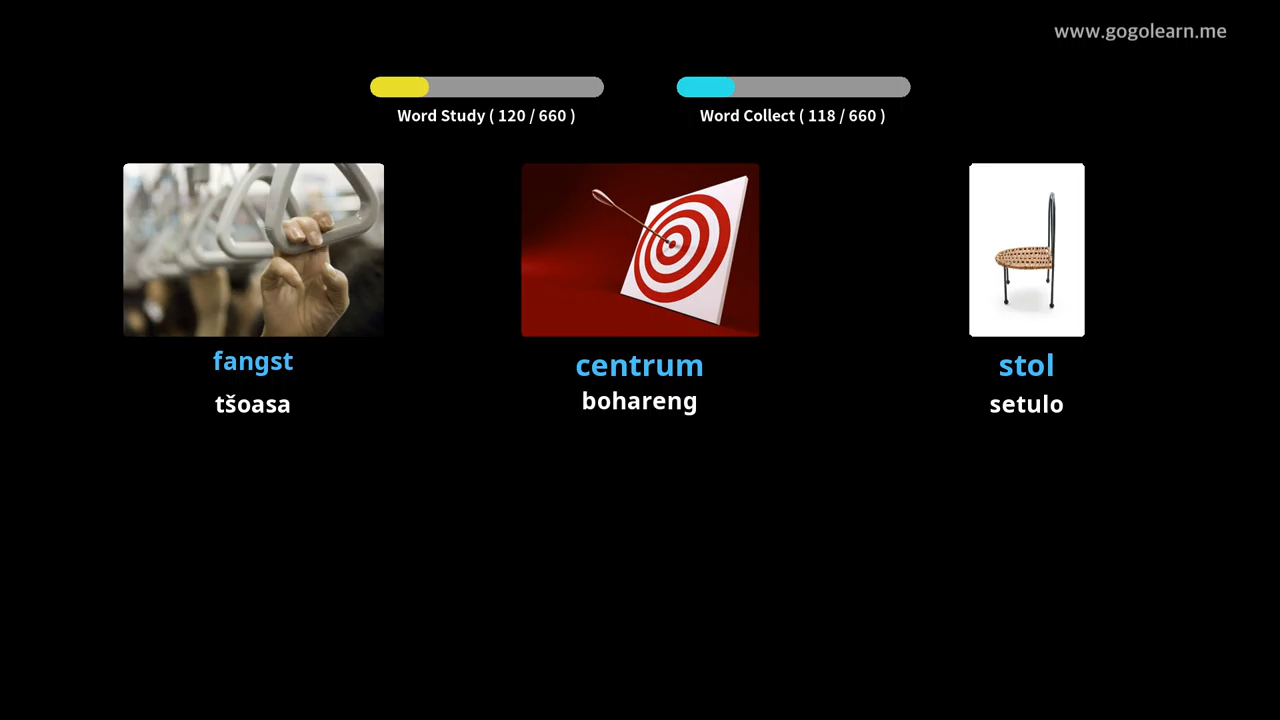 www.gogolearn.me
Word Study ( 120 / 660 )
Word Collect ( 118 / 660 )
fangst
centrum
stol
tšoasa
bohareng
setulo